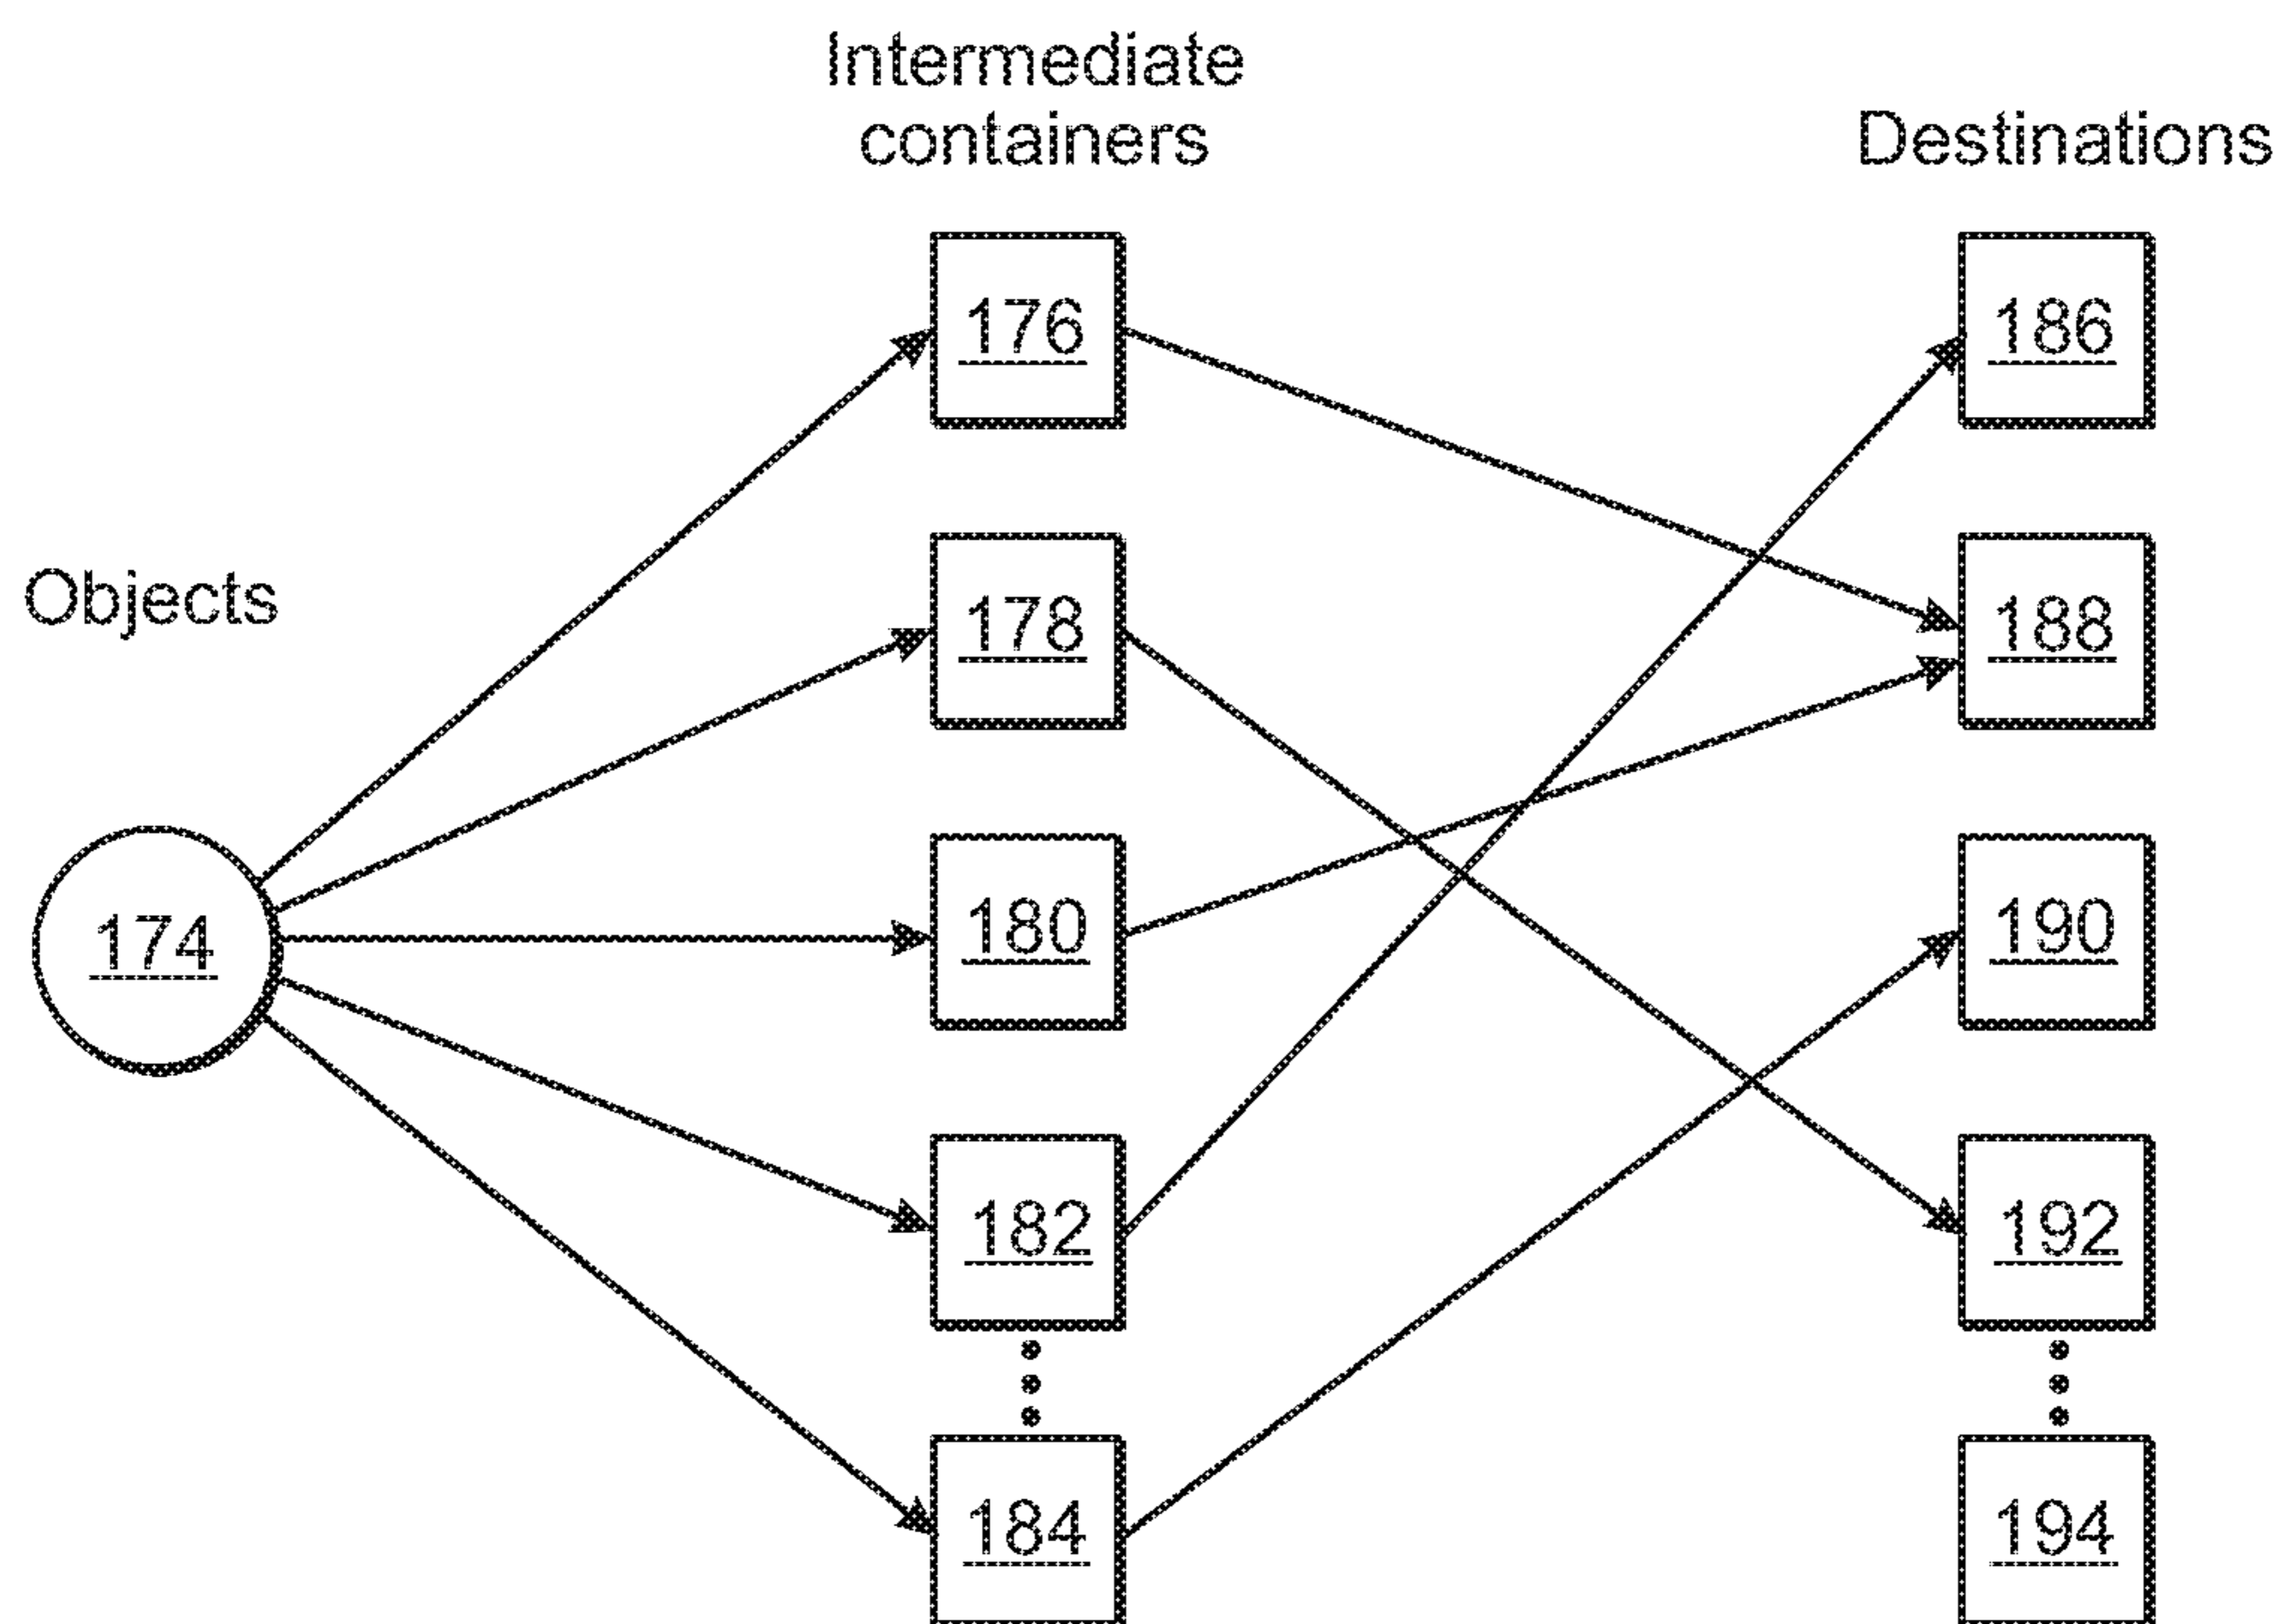 Intermediate
containers
Destinations
Objects
174
176
178
180
182
184
186
188
190
192
194